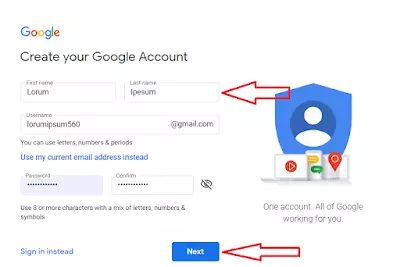 Google
Create your Google Account
First name Last name
Lorum Ipesum
Username
lorumipsum560 @gmail.com
You can use letters, numbers & periods
Use my current email address instead
Password Confirm
•••••••••••• ••••••••••••
Use 8 or more characters with a mix of letters, numbers &
symbols
One account. All of Google
working for you.
Sign in instead Next